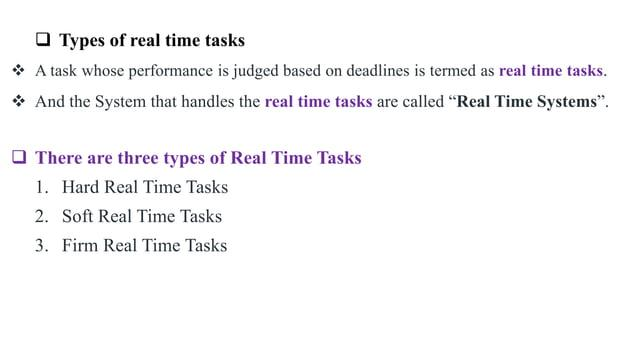 ❑ Types of real time tasks
❖ A task whose performance is judged based on deadlines is termed as real time tasks.
❖ And the System that handles the real time tasks are called “Real Time Systems”.
❑ There are three types of Real Time Tasks
1. Hard Real Time Tasks
2. Soft Real Time Tasks
3. Firm Real Time Tasks